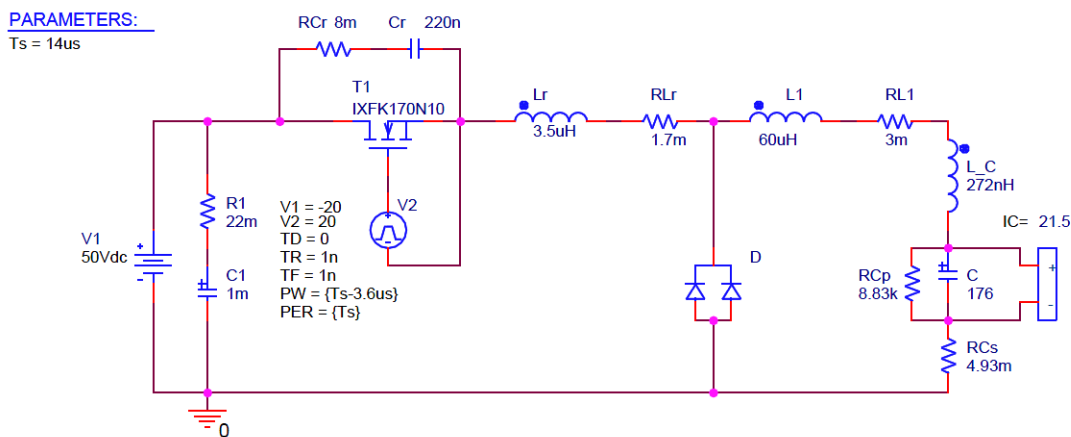 PARAMETERS:
Ts = 14us
RCr 8m
Cr 220n
T1
IXFK170N10
Lr
3.5uH
RLr
1.7m
L1
60uH
RL1
3m
L_C
272nH
R1
22m
V1 = -20
V2 = 20
TD = 0
TR = 1n
TF = 1n
PW = {Ts-3.6us}
PER = {Ts}
V2
+
-
V1
50Vdc
+
-
C1
1m
+
D
IC= 21.5
RCp
8.83k
C
176
+
+
-
RCs
4.93m
0